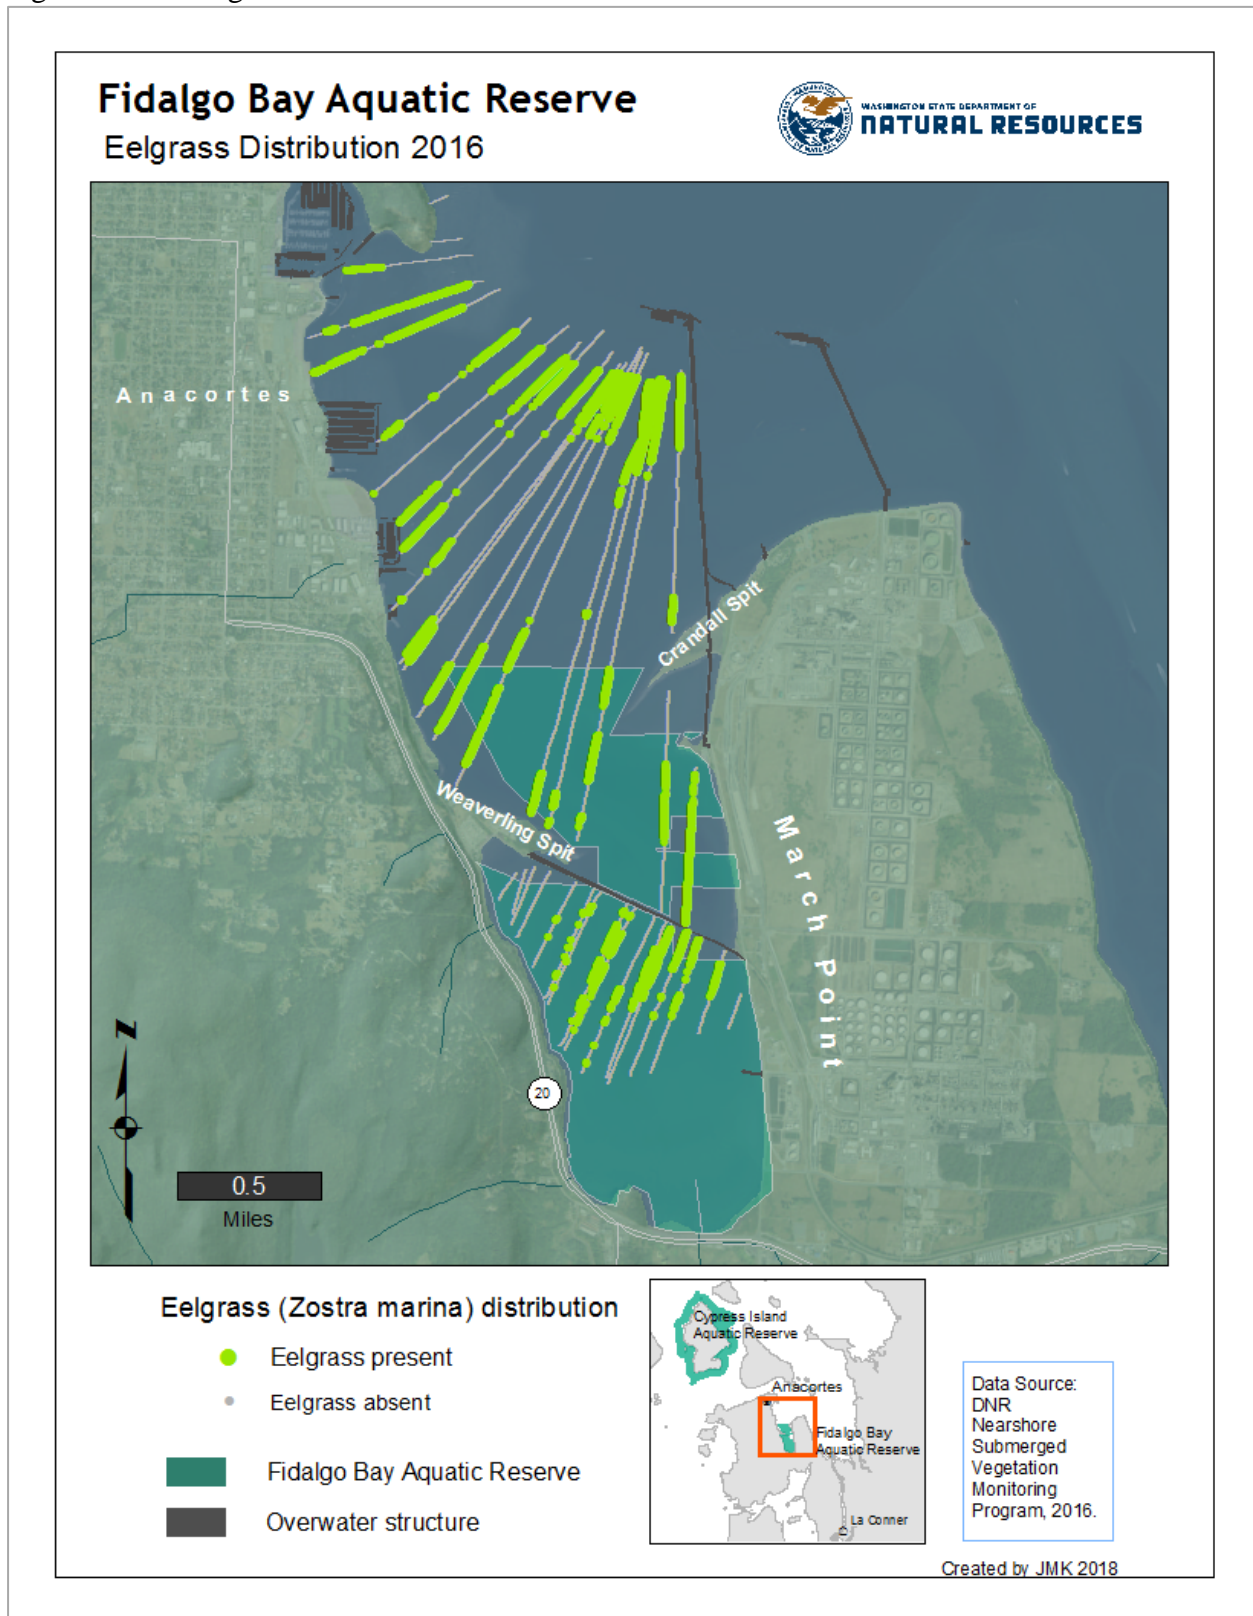 Fidalgo Bay Aquatic Reserve
Eelgrass Distribution 2016
WASHINGTON STATE DEPARTMENT OF
NATURAL RESOURCES
Anacortes
Crandall Spit
Weaverling Spit
March Point
20
N
0.5
Miles
Eelgrass (Zostra marina) distribution
Eelgrass present
Eelgrass absent
Fidalgo Bay Aquatic Reserve
Overwater structure
Cypress Island
Aquatic Reserve
Anacortes
Fidalgo Bay
Aquatic Reserve
La Conner
Data Source:
DNR
Nearshore
Submerged
Vegetation
Monitoring
Program, 2016.
Created by JMK 2018